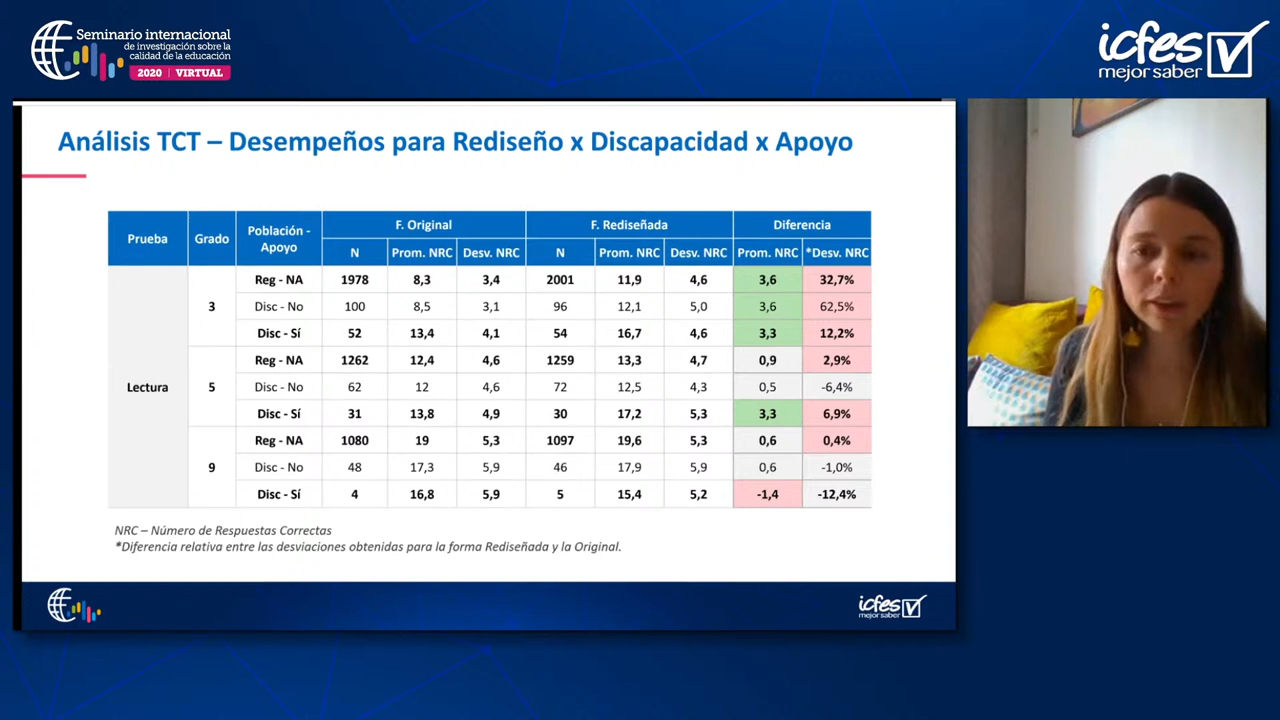 Seminario internacional
de investigación sobre la
calidad de la educación
2020 | VIRTUAL
icfes
mejor saber
Análisis TCT – Desempeños para Rediseño x Discapacidad x Apoyo
Prueba Grado Población - Apoyo F. Original F. Rediseñada Diferencia
N Prom. NRC Desv. NRC N Prom. NRC Desv. NRC Prom. NRC *Desv. NRC
Lectura
3
Reg - NA 1978 8,3 3,4 2001 11,9 4,6 3,6 32,7%
Disc - No 100 8,5 3,1 96 12,1 5,0 3,6 62,5%
Disc - Sí 52 13,4 4,1 54 16,7 4,6 3,3 12,2%
5
Reg - NA 1262 12,4 4,6 1259 13,3 4,7 0,9 2,9%
Disc - No 62 12 4,6 72 12,5 4,3 0,5 -6,4%
Disc - Sí 31 13,8 4,9 30 17,2 5,3 3,3 6,9%
9
Reg - NA 1080 19 5,3 1097 19,6 5,3 0,6 0,4%
Disc - No 48 17,3 5,9 46 17,9 5,9 0,6 -1,0%
Disc - Sí 4 16,8 5,9 5 15,4 5,2 -1,4 -12,4%
NRC – Número de Respuestas Correctas
*Diferencia relativa entre las desviaciones obtenidas para la forma Rediseñada y la Original.
icfes
mejor saber